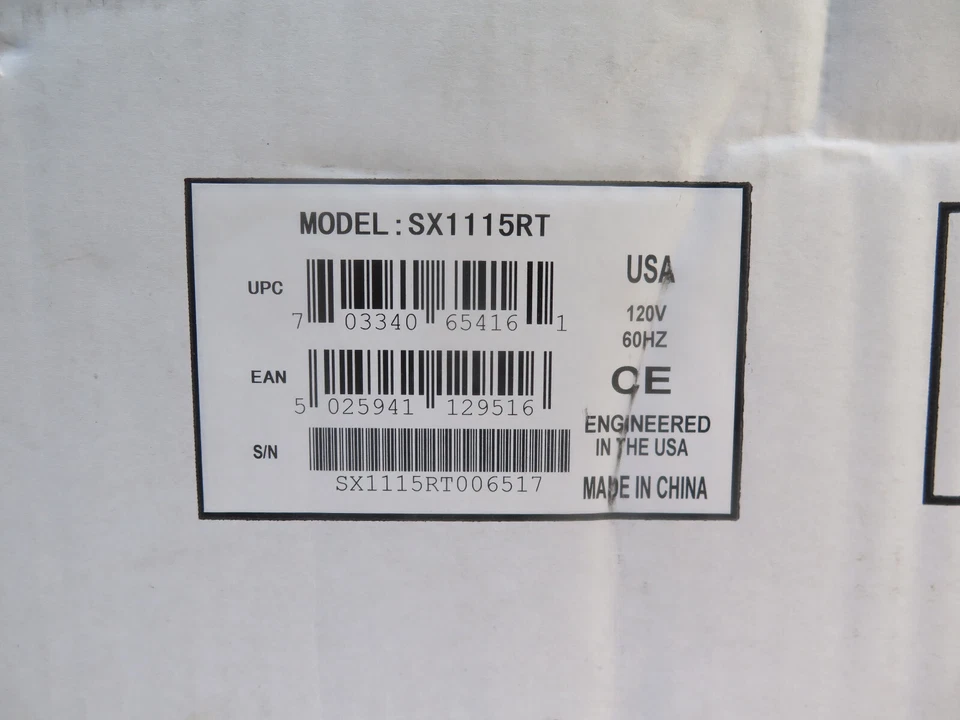 MODEL:SX1115RT
UPC
7 03340 65416 1
EAN
5 025941 129516
S/N
SX1115RT006517
USA
120V
60HZ
CE
ENGINEERED
IN THE USA
MADE IN CHINA